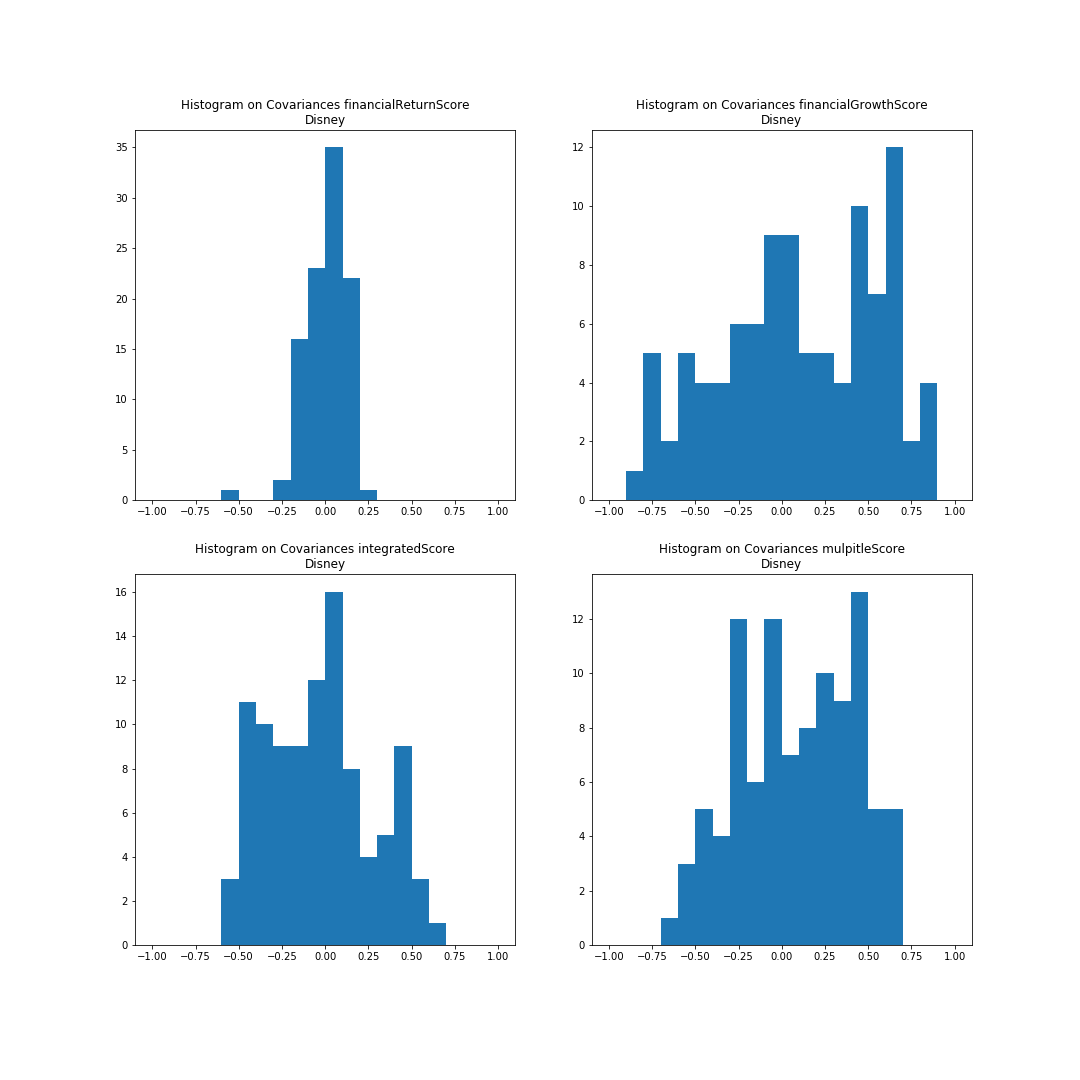 Histogram on Covariances financialReturnScore
Disney
35
30
25
20
15
10
5
0
−1.00 −0.75 −0.50 −0.25 0.00 0.25 0.50 0.75 1.00
Histogram on Covariances financialGrowthScore
Disney
12
10
8
6
4
2
0
−1.00 −0.75 −0.50 −0.25 0.00 0.25 0.50 0.75 1.00
Histogram on Covariances integratedScore
Disney
16
14
12
10
8
6
4
2
0
−1.00 −0.75 −0.50 −0.25 0.00 0.25 0.50 0.75 1.00
Histogram on Covariances mulpitleScore
Disney
12
10
8
6
4
2
0
−1.00 −0.75 −0.50 −0.25 0.00 0.25 0.50 0.75 1.00